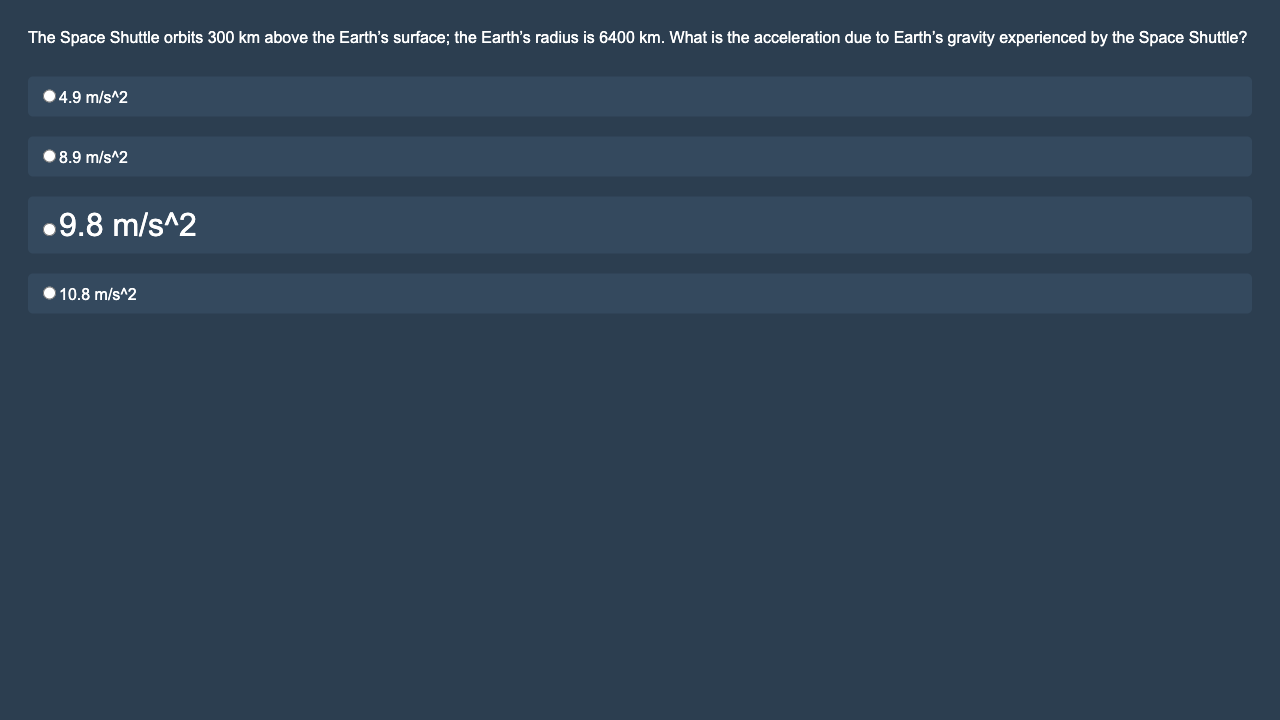 The Space Shuttle orbits 300 km above the Earth’s surface; the Earth’s radius is 6400 km. What is the acceleration due to Earth’s gravity experienced by the Space Shuttle?
4.9 m/s^2
8.9 m/s^2
9.8 m/s^2
10.8 m/s^2